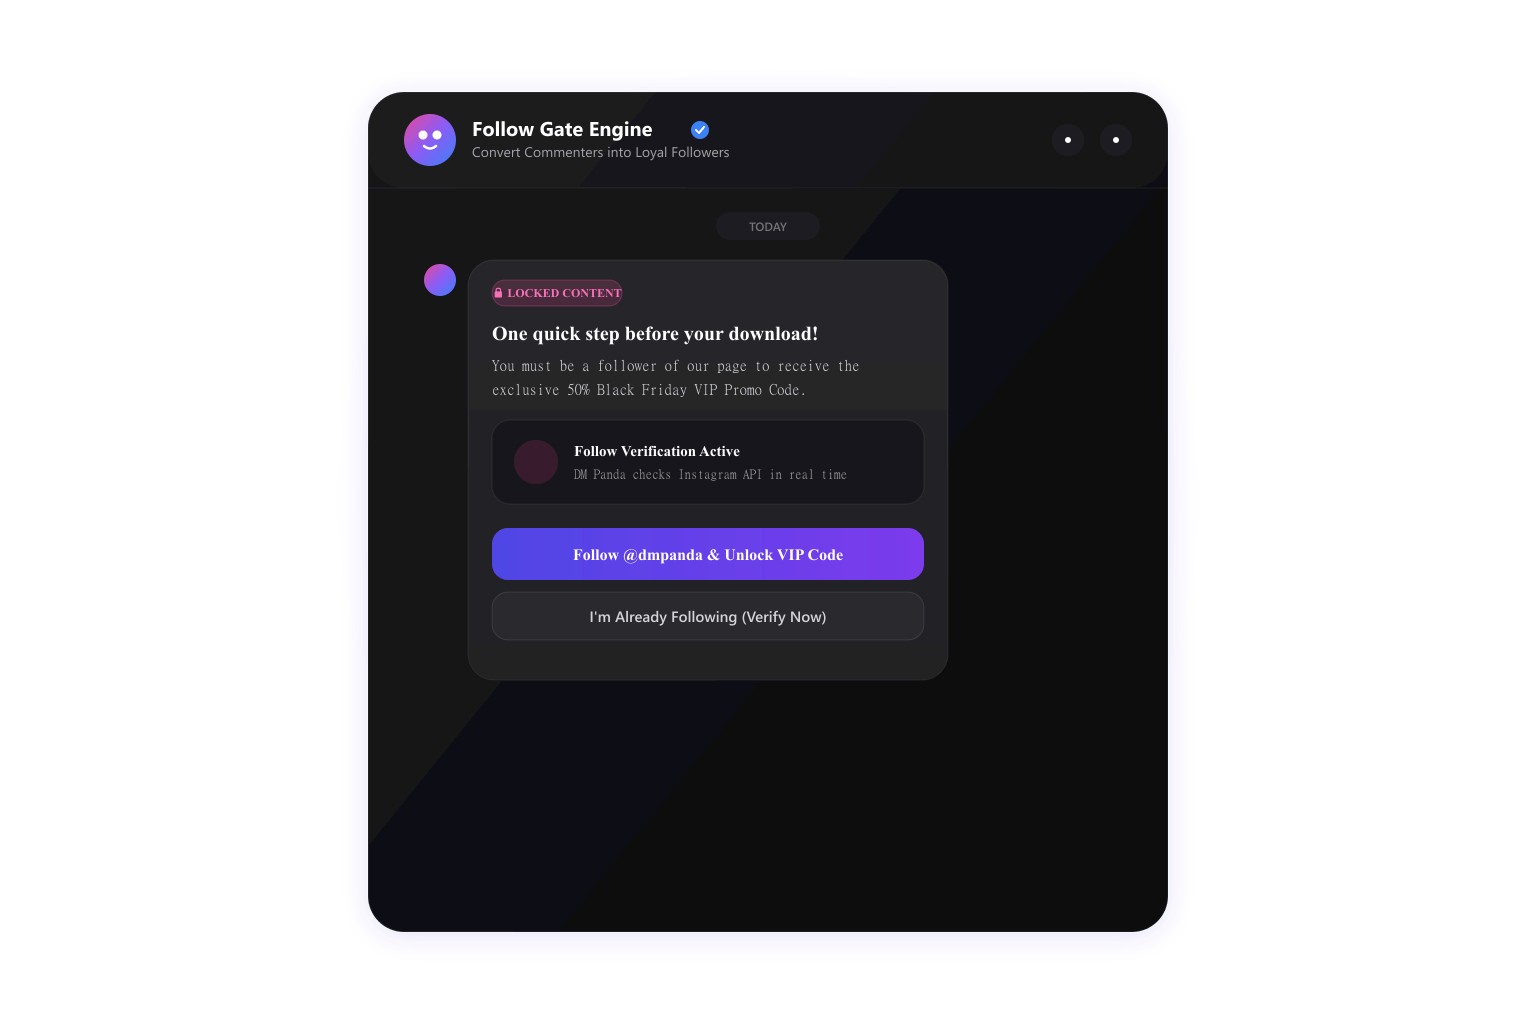 Follow Gate Engine
Convert Commenters into Loyal Followers
TODAY
LOCKED CONTENT
One quick step before your download!
You must be a follower of our page to receive the
exclusive 50% Black Friday VIP Promo Code.
Follow Verification Active
DM Panda checks Instagram API in real time
Follow @dmpanda & Unlock VIP Code
I'm Already Following (Verify Now)